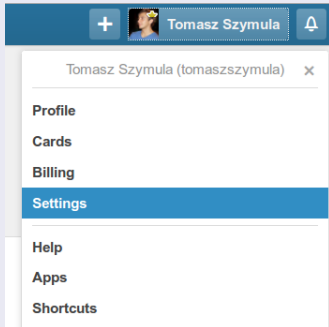 Tomasz Szymula
Tomasz Szymula (tomaszszymula)
Profile
Cards
Billing
Settings
Help
Apps
Shortcuts